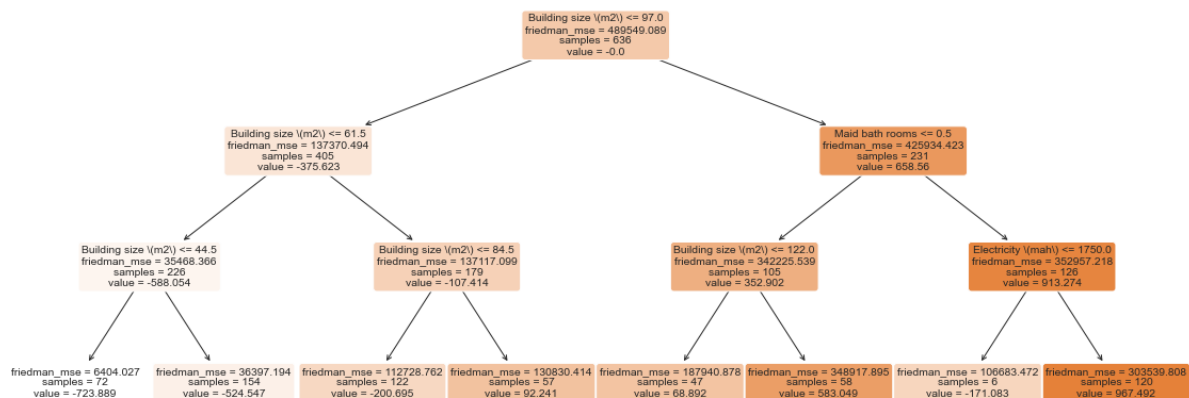 Building size \(m2\) <= 97.0
friedman_mse = 489549.089
samples = 636
value = -0.0
Building size \(m2\) <= 61.5
friedman_mse = 137370.494
samples = 405
value = -375.623
Maid bath rooms <= 0.5
friedman_mse = 425934.423
samples = 231
value = 658.56
Building size \(m2\) <= 44.5
friedman_mse = 35468.366
samples = 226
value = -588.054
Building size \(m2\) <= 84.5
friedman_mse = 137117.099
samples = 179
value = -107.414
Building size \(m2\) <= 122.0
friedman_mse = 342225.539
samples = 105
value = 352.902
Electricity \(mah\) <= 1750.0
friedman_mse = 352957.218
samples = 126
value = 913.274
friedman_mse = 6404.027
samples = 72
value = -723.889
friedman_mse = 36397.194
samples = 154
value = -524.547
friedman_mse = 112728.762
samples = 122
value = -200.695
friedman_mse = 130830.414
samples = 57
value = 92.241
friedman_mse = 187940.878
samples = 47
value = 68.892
friedman_mse = 348917.895
samples = 58
value = 583.049
friedman_mse = 106683.472
samples = 6
value = -171.083
friedman_mse = 303539.808
samples = 120
value = 967.492